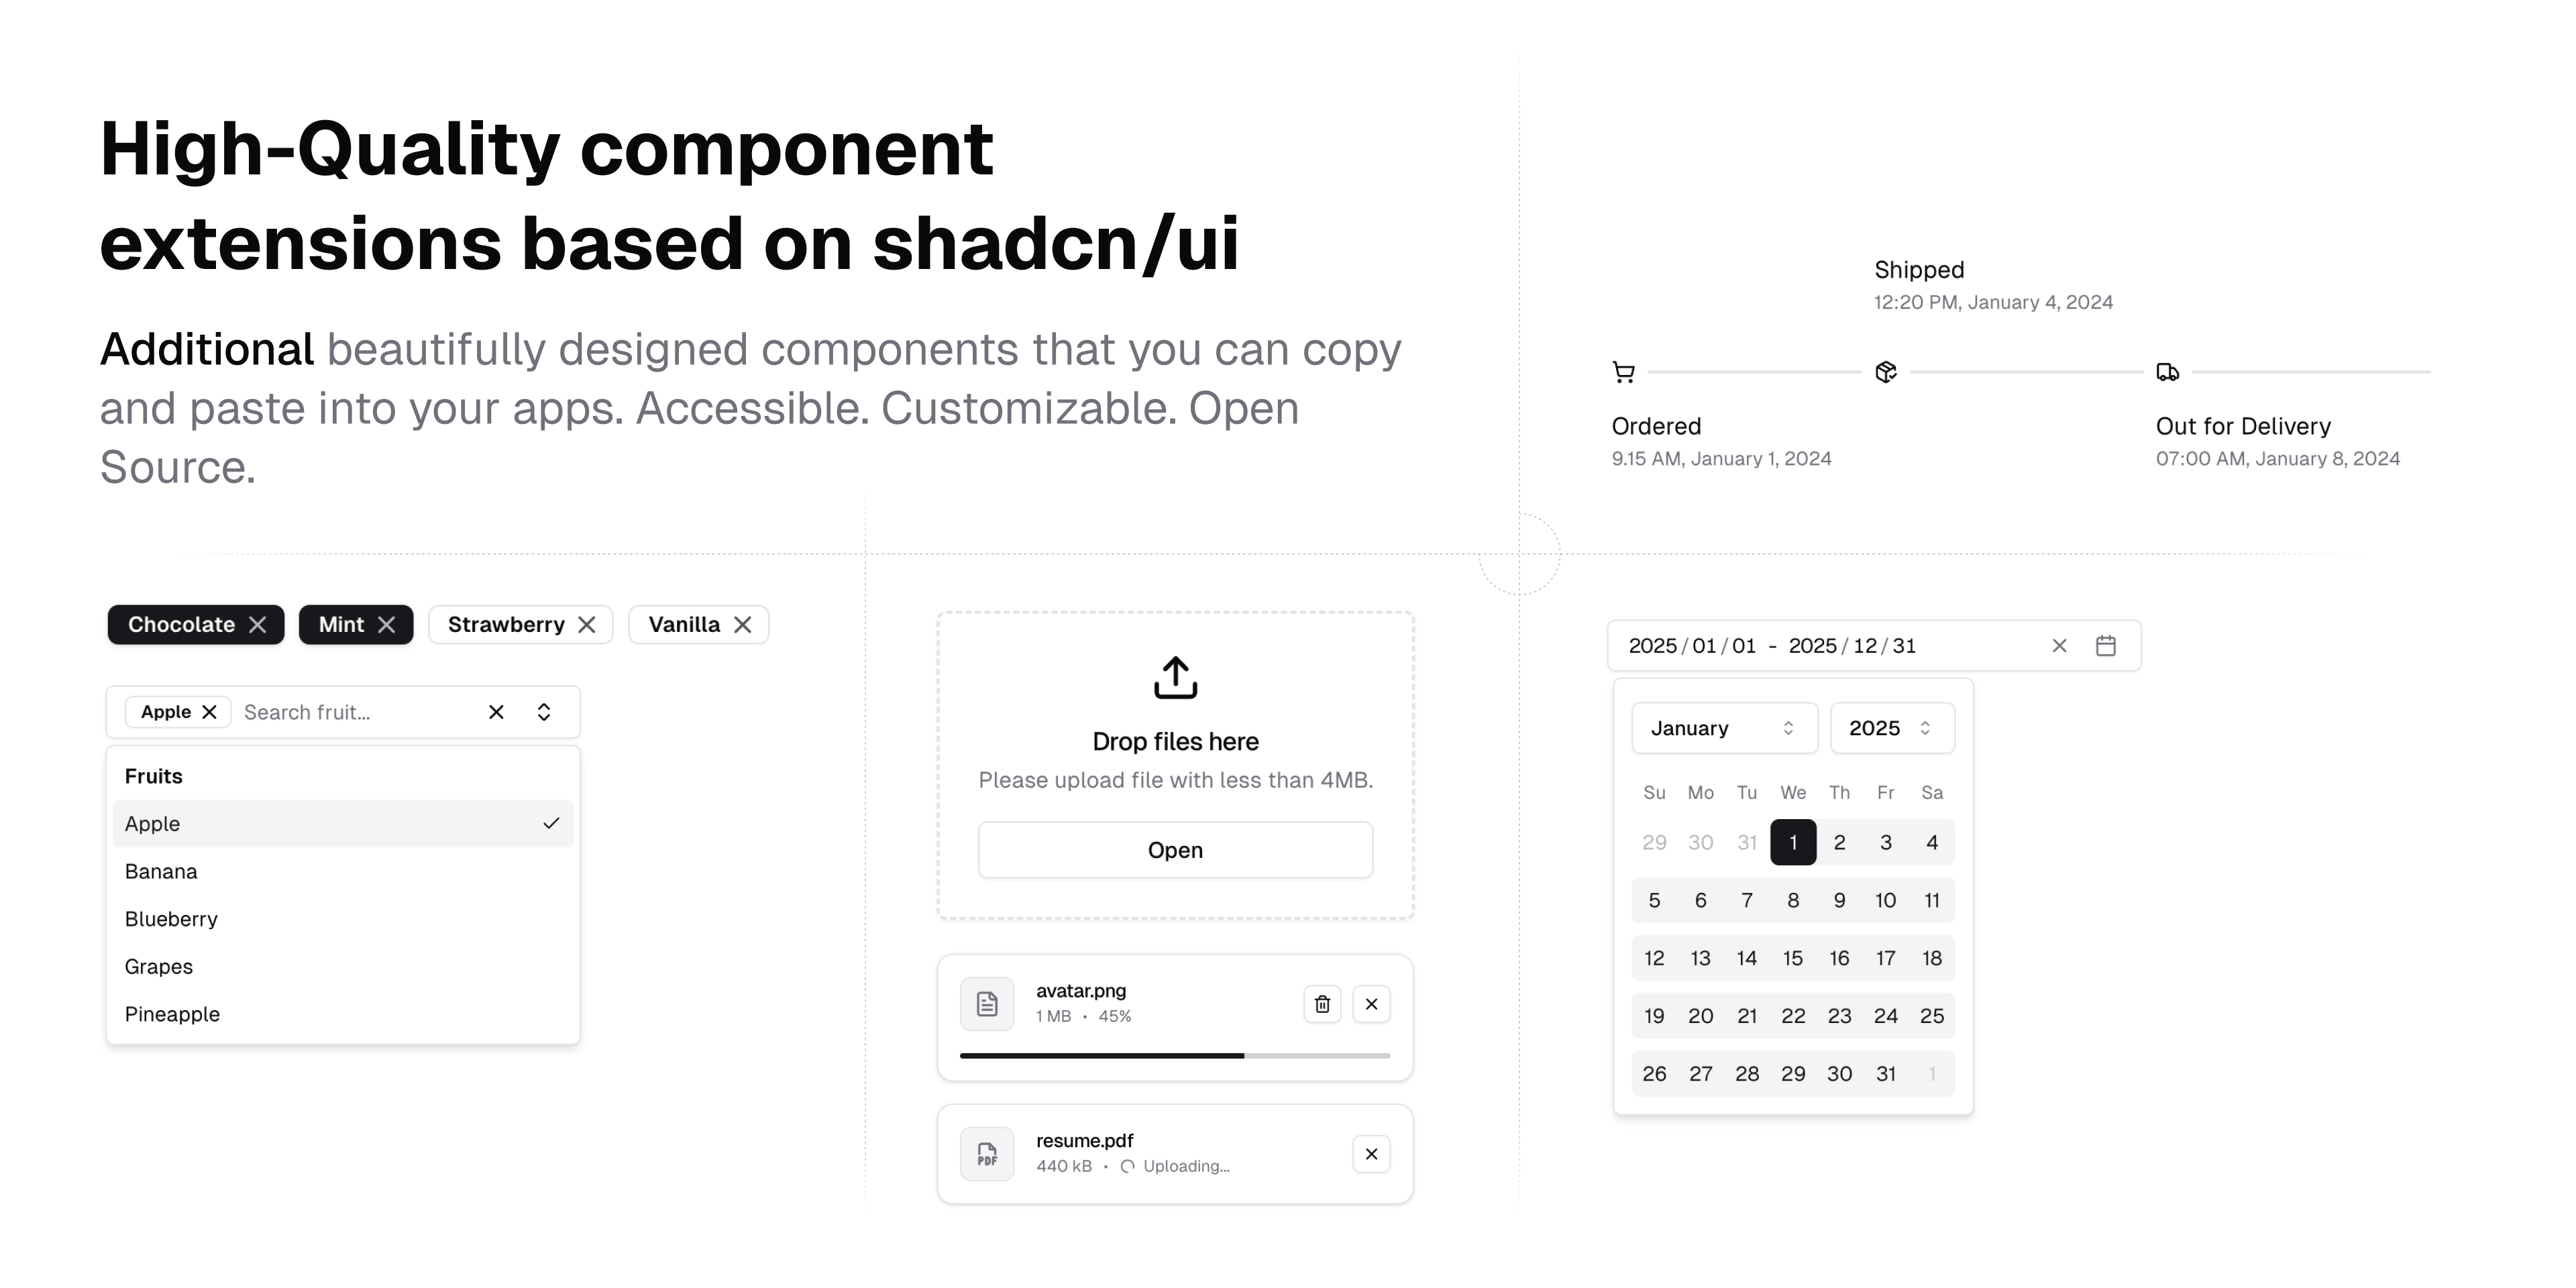 High-Quality component
extensions based on shadcn/ui
Additional beautifully designed components that you can copy
and paste into your apps. Accessible. Customizable. Open
Source.
Shipped
12:20 PM, January 4, 2024
Ordered
9.15 AM, January 1, 2024
Out for Delivery
07:00 AM, January 8, 2024
Chocolate Mint Strawberry Vanilla
Apple Search fruit...
Fruits
Apple
Banana
Blueberry
Grapes
Pineapple
Drop files here
Please upload file with less than 4MB.
Open
avatar.png
1 MB • 45%
PDF
resume.pdf
440 kB • Uploading...
2025/01/01 - 2025/12/31
January 2025
Su Mo Tu We Th Fr Sa
29 30 31 1 2 3 4
5 6 7 8 9 10 11
12 13 14 15 16 17 18
19 20 21 22 23 24 25
26 27 28 29 30 31 1